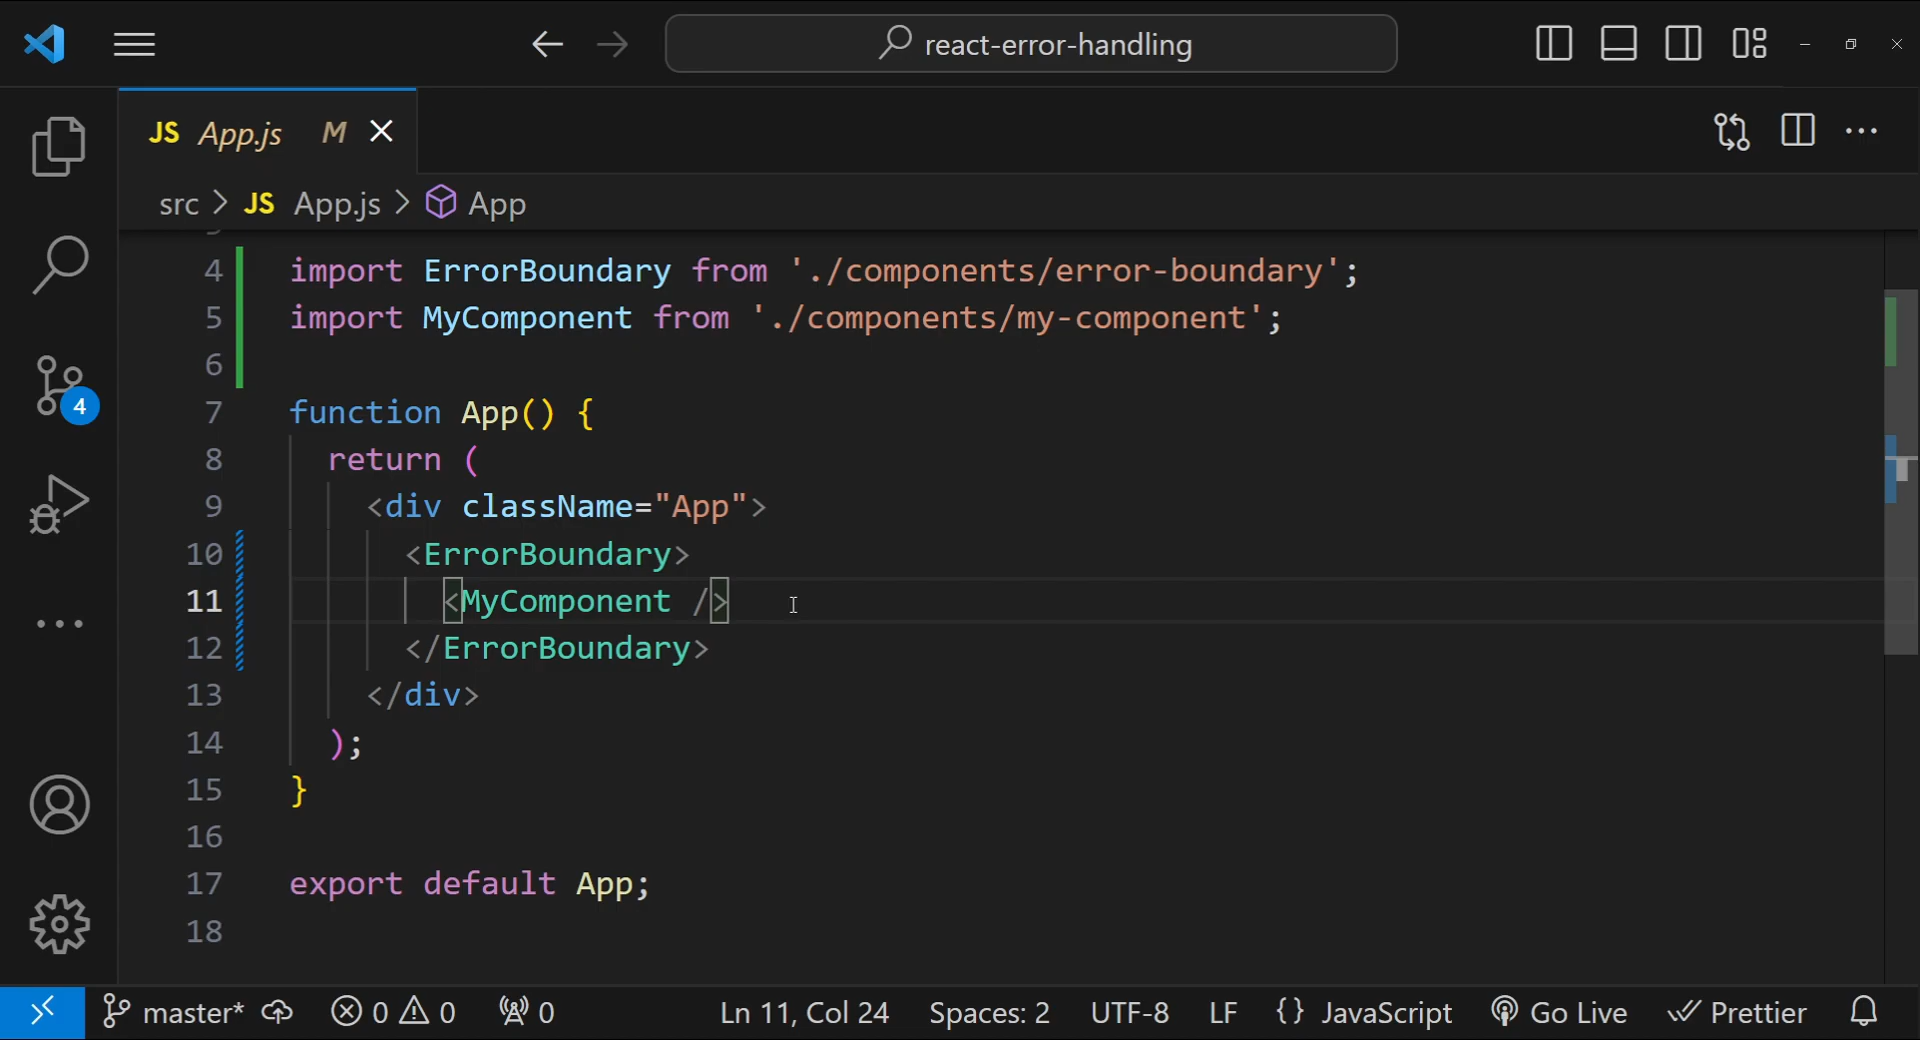 react-error-handling
JS App.js M
src > JS App.js > App
4 import ErrorBoundary from './components/error-boundary';
5 import MyComponent from './components/my-component';
6
7 function App() {
8 return (
9 <div className="App">
10 <ErrorBoundary>
11 <MyComponent />
12 </ErrorBoundary>
13 </div>
14 );
15 }
16
17 export default App;
18
4
master* 0 0 0 Ln 11, Col 24 Spaces: 2 UTF-8 LF {} JavaScript Go Live Prettier